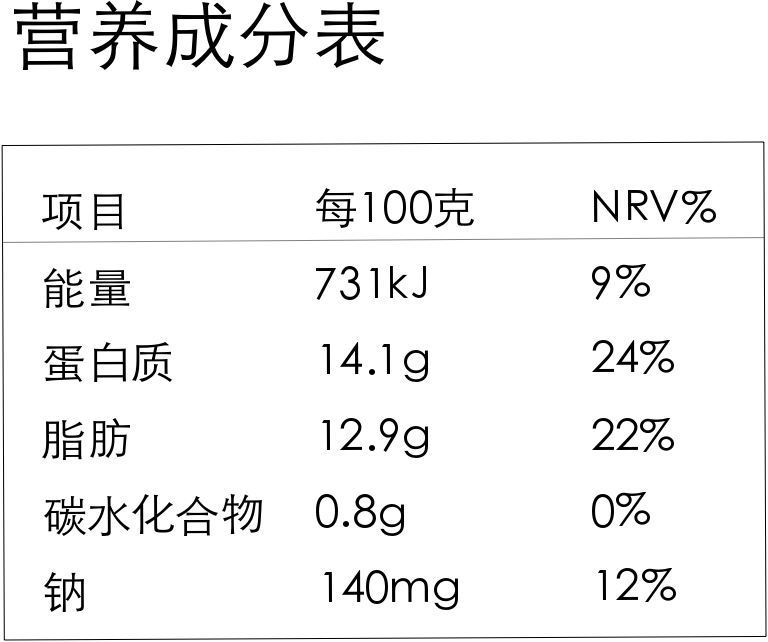 营养成分表
项目 每100克 NRV%
能量 731kJ 9%
蛋白质 14.1g 24%
脂肪 12.9g 22%
碳水化合物 0.8g 0%
钠 140mg 12%